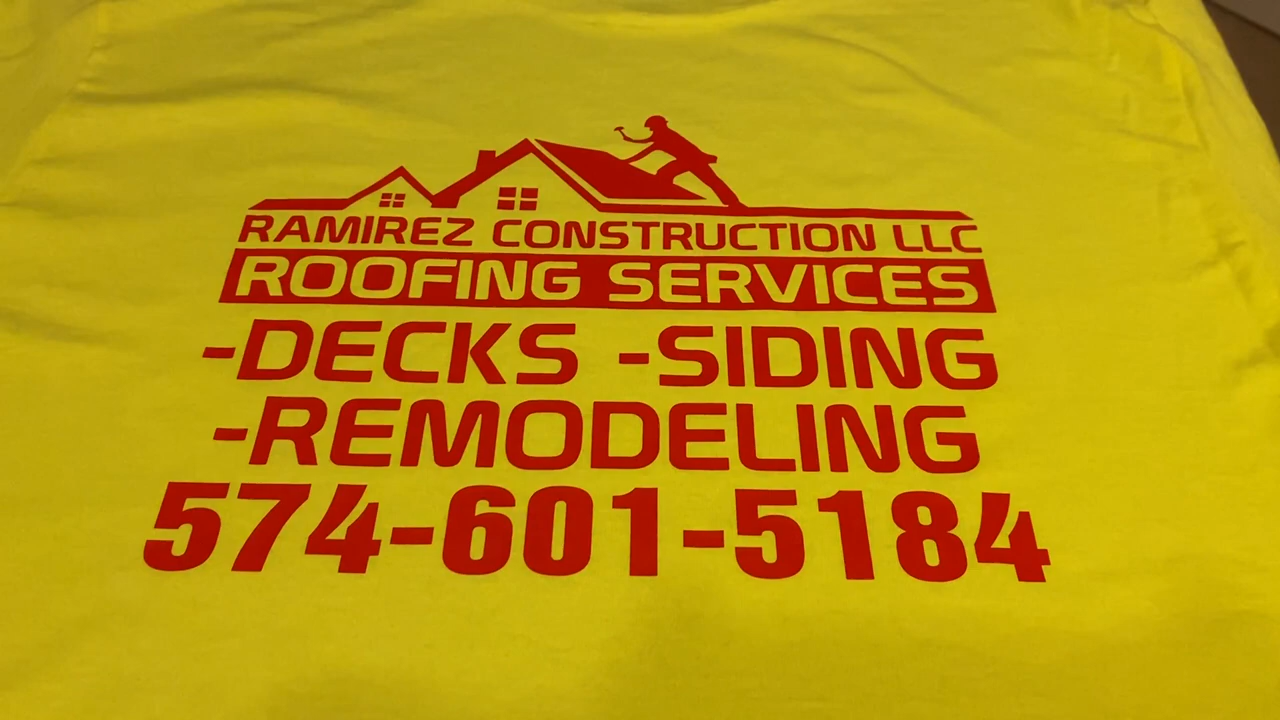 RAMIREZ CONSTRUCTION LLC
ROOFING SERVICES
-DECKS -SIDING
-REMODELING
574-601-5184